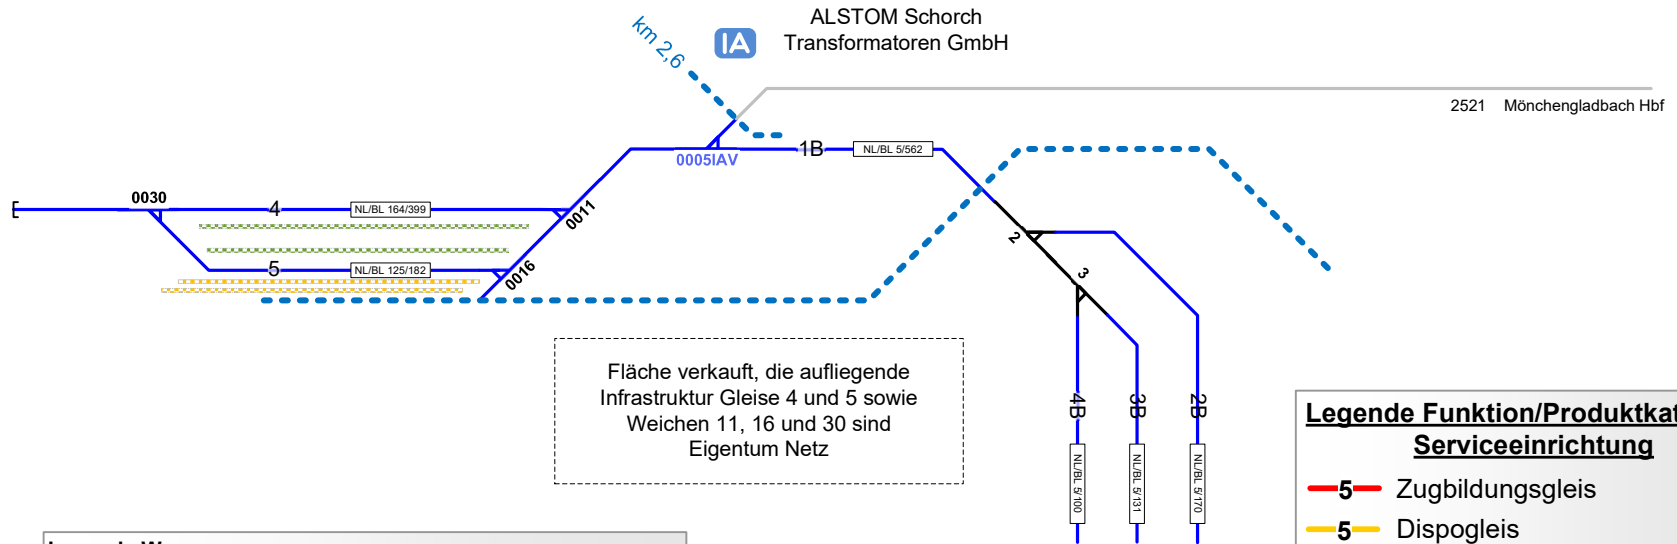 ALSTOM Schorch
Transformatoren GmbH
km 2,6
IA
2521 Mönchengladbach Hbf
0005IAV
1B
NL/BL 5/562
0030
4
NL/BL 164/399
0011
5
NL/BL 125/182
0016
2
3
Fläche verkauft, die aufliegende
Infrastruktur Gleise 4 und 5 sowie
Weichen 11, 16 und 30 sind
Eigentum Netz
4B
3B
2B
NL/BL 5/100
NL/BL 5/131
NL/BL 5/170
Legende Funktion/Produktkat
Serviceeinrichtung
5 Zugbildungsgleis
5 Dispogleis